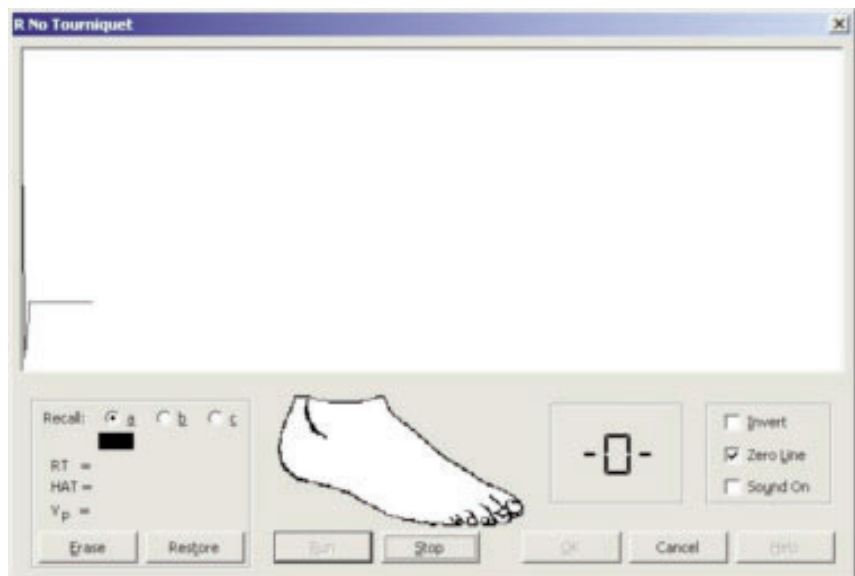 R No Tourniquet
Recall: a b c
RT =
HAT =
Yp =
Erase Restore
Run Stop
-0-
Invert
Zero Line
Sound On
OK Cancel Help